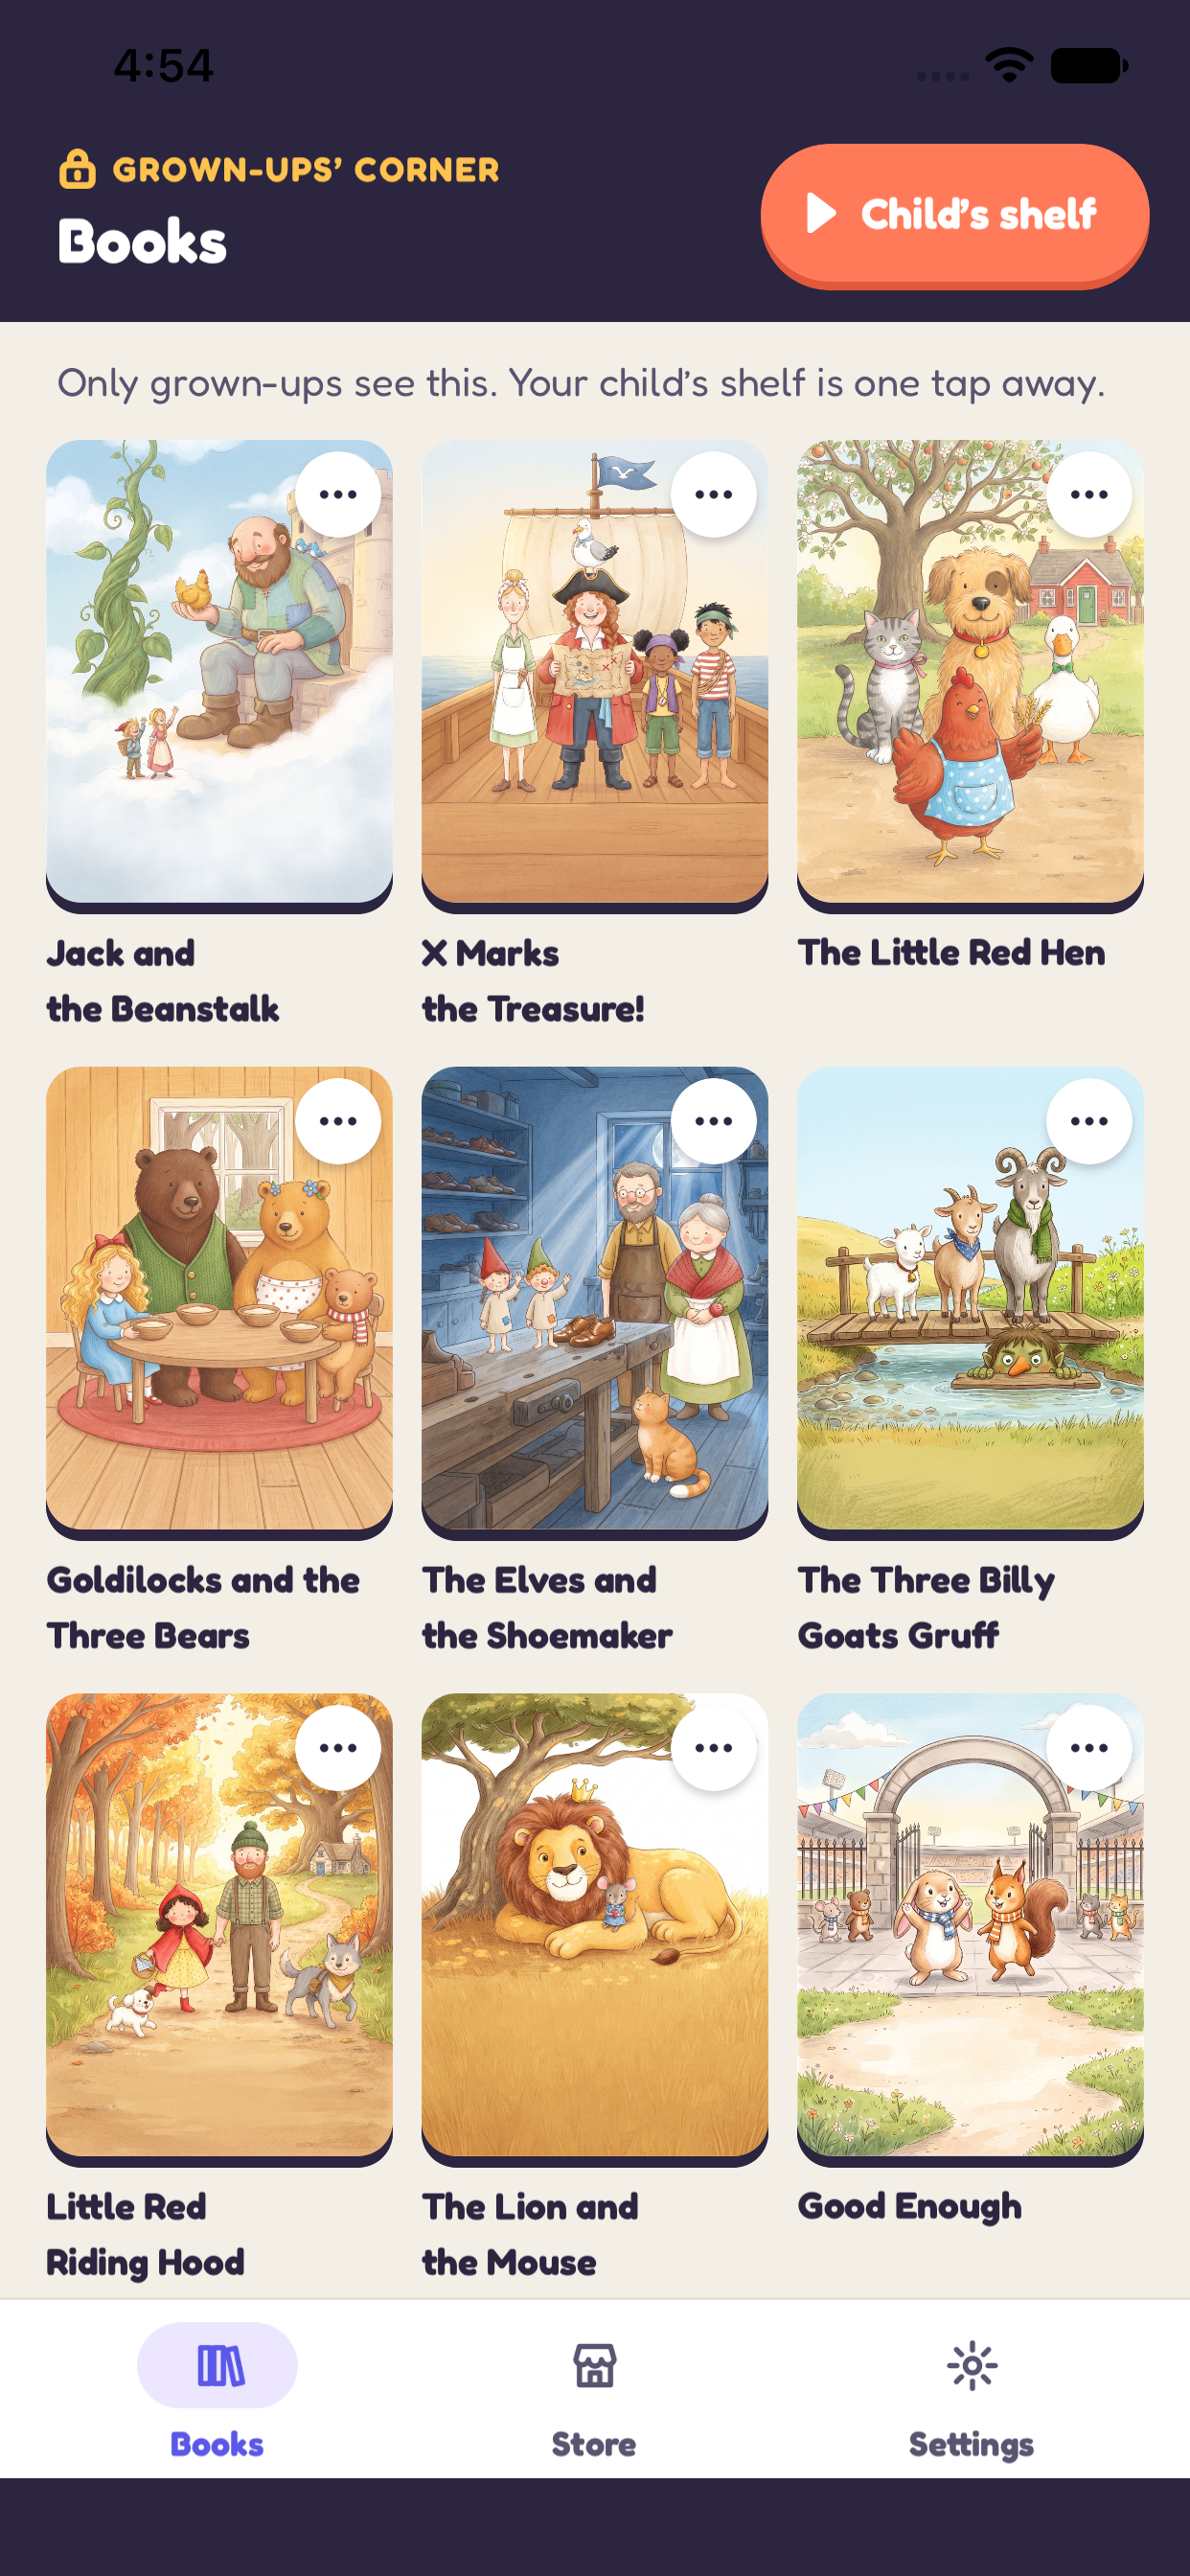 4:54
GROWN-UPS’ CORNER
Books
Child’s shelf
Only grown-ups see this. Your child’s shelf is one tap away.
Jack and
the Beanstalk
X Marks
the Treasure!
The Little Red Hen
Goldilocks and the
Three Bears
The Elves and
the Shoemaker
The Three Billy
Goats Gruff
Little Red
Riding Hood
The Lion and
the Mouse
Good Enough
Books
Store
Settings